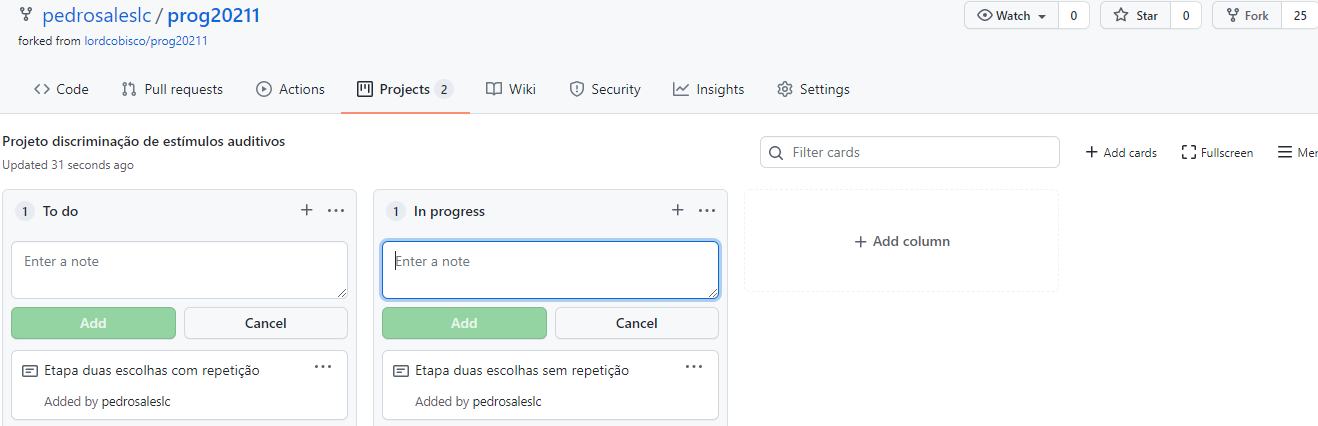 pedrosaleslc / prog20211
Watch 0 Star 0 Fork 25
forked from lordcobisco/prog20211
Code Pull requests Actions Projects 2 Wiki Security Insights Settings
Projeto discriminação de estímulos auditivos
Updated 31 seconds ago
Filter cards
Add cards Fullscreen Mer
1 To do
Enter a note
Add Cancel
Etapa duas escolhas com repetição
Added by pedrosaleslc
1 In progress
Enter a note
Add Cancel
Etapa duas escolhas sem repetição
Added by pedrosaleslc
Add column